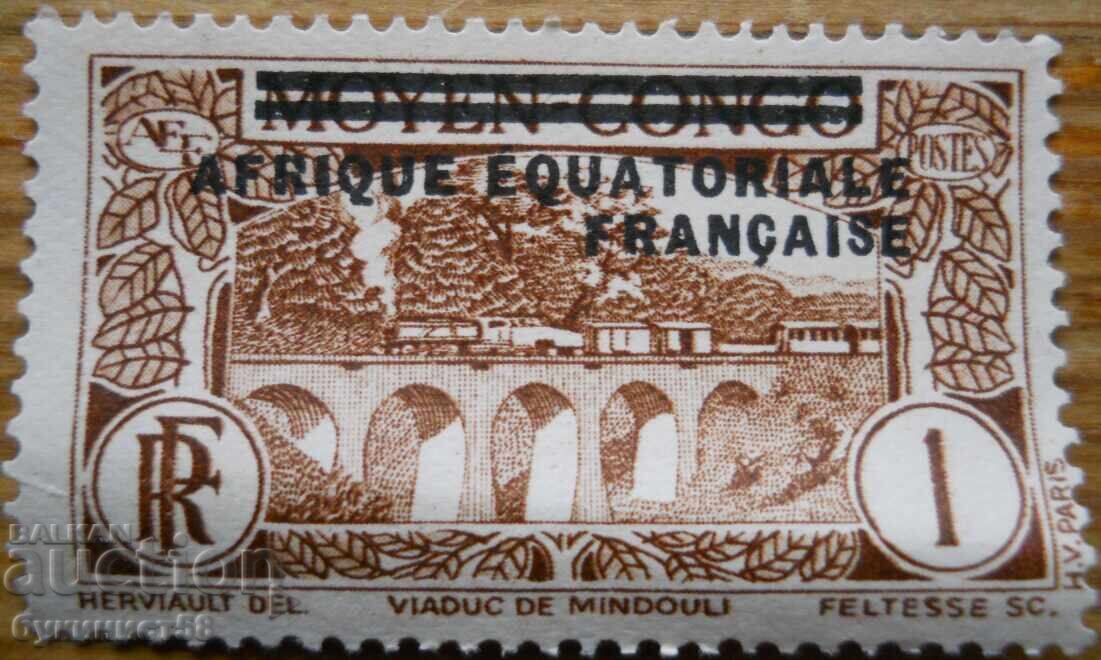 MOYEN-CONGO
AEF
POSTES
AFRIQUE ÉQUATORIALE
FRANÇAISE
RF
1
H.V. PARIS.
HERVIAULT DEL.
VIADUC DE MINDOULI
FELTESSE SC.
BALKAN
auction
букинист58